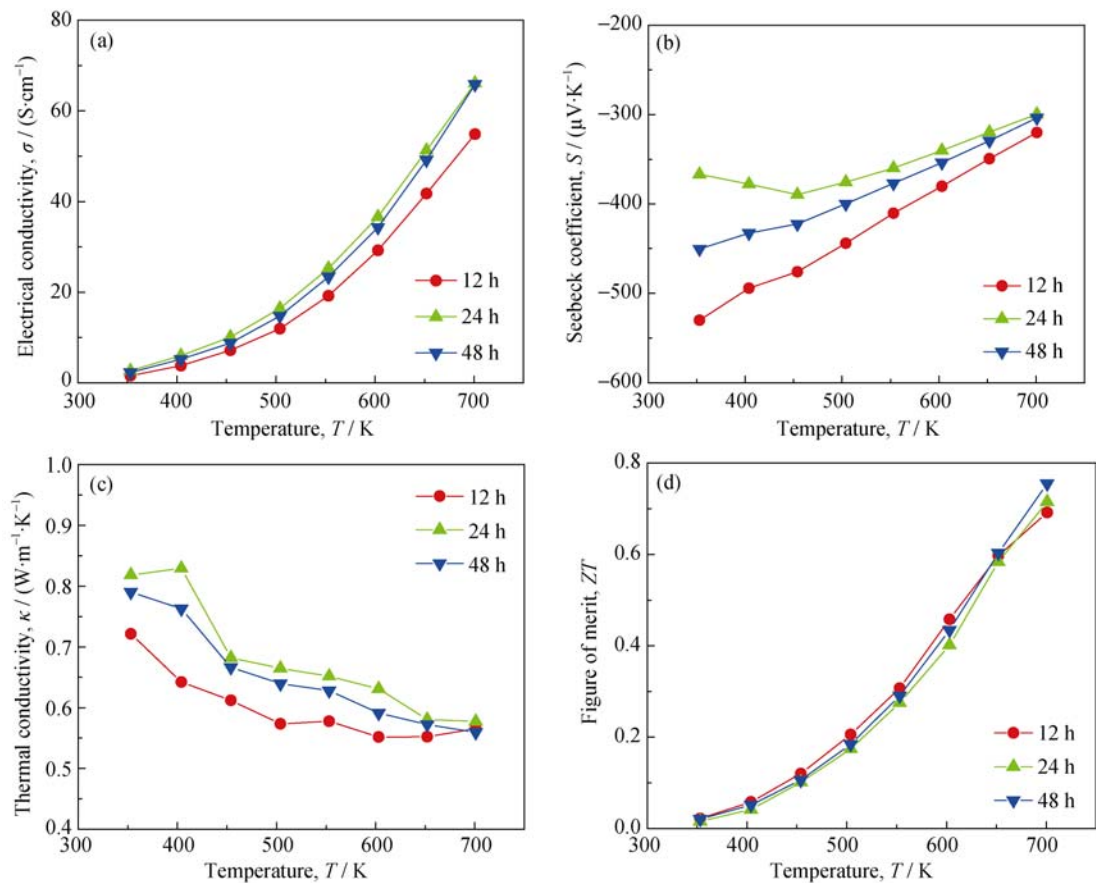 (a)
Electrical conductivity, σ / (S·cm⁻¹)
80
60
40
20
0
12 h
24 h
48 h
300 400 500 600 700
Temperature, T / K
(b)
Seebeck coefficient, S / (μV·K⁻¹)
−200
−300
−400
−500
−600
12 h
24 h
48 h
300 400 500 600 700
Temperature, T / K
(c)
Thermal conductivity, κ / (W·m⁻¹·K⁻¹)
1.0
0.9
0.8
0.7
0.6
0.5
0.4
12 h
24 h
48 h
300 400 500 600 700
Temperature, T / K
(d)
Figure of merit, ZT
0.8
0.6
0.4
0.2
0.0
12 h
24 h
48 h
300 400 500 600 700
Temperature, T / K